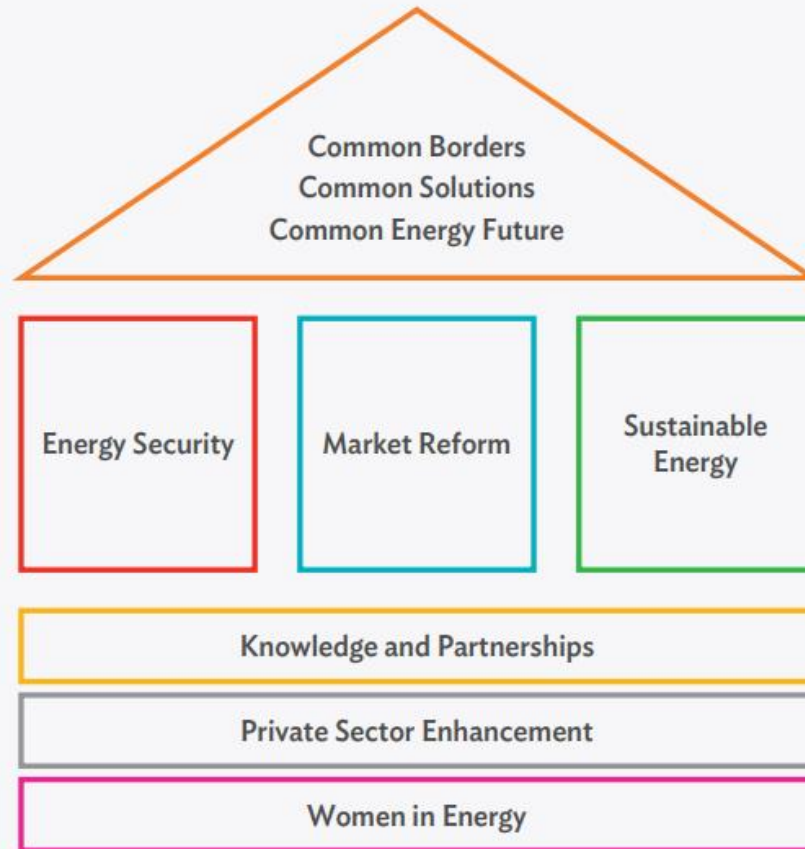 Common Borders
Common Solutions
Common Energy Future
Energy Security
Market Reform
Sustainable
Energy
Knowledge and Partnerships
Private Sector Enhancement
Women in Energy